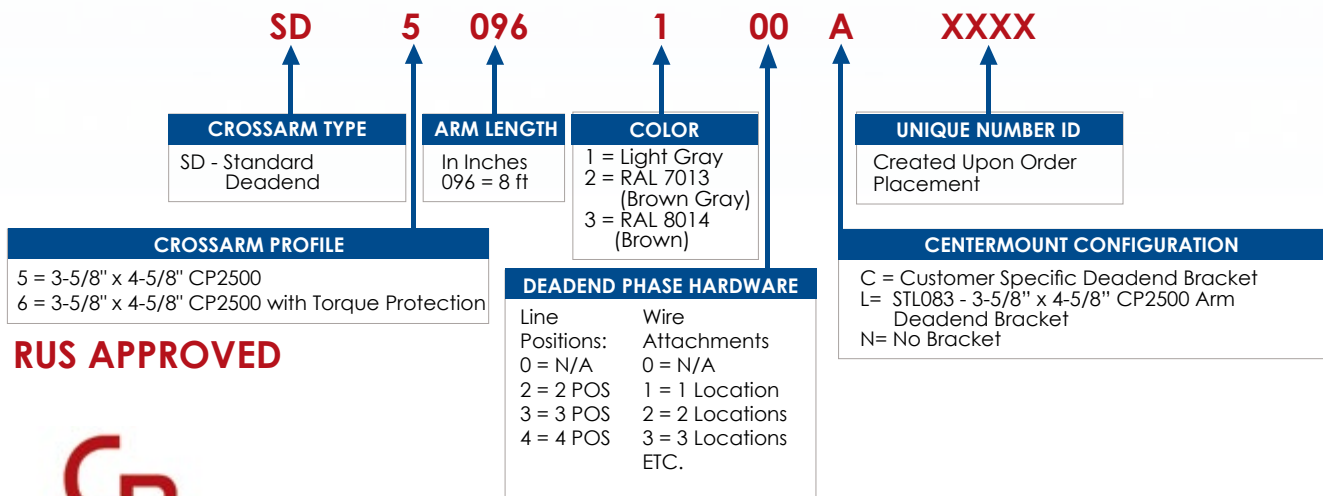 SD 5 096 1 00 A XXXX
CROSSARM TYPE
SD - Standard
Deadend
ARM LENGTH
In Inches
096 = 8 ft
COLOR
1 = Light Gray
2 = RAL 7013
(Brown Gray)
3 = RAL 8014
(Brown)
UNIQUE NUMBER ID
Created Upon Order
Placement
CROSSARM PROFILE
5 = 3-5/8" x 4-5/8" CP2500
6 = 3-5/8" x 4-5/8" CP2500 with Torque Protection
DEADEND PHASE HARDWARE
Line Wire
Positions: Attachments
0 = N/A 0 = N/A
2 = 2 POS 1 = 1 Location
3 = 3 POS 2 = 2 Locations
4 = 4 POS 3 = 3 Locations
ETC.
CENTERMOUNT CONFIGURATION
C = Customer Specific Deadend Bracket
L= STL083 - 3-5/8” x 4-5/8” CP2500 Arm
Deadend Bracket
N= No Bracket
RUS APPROVED